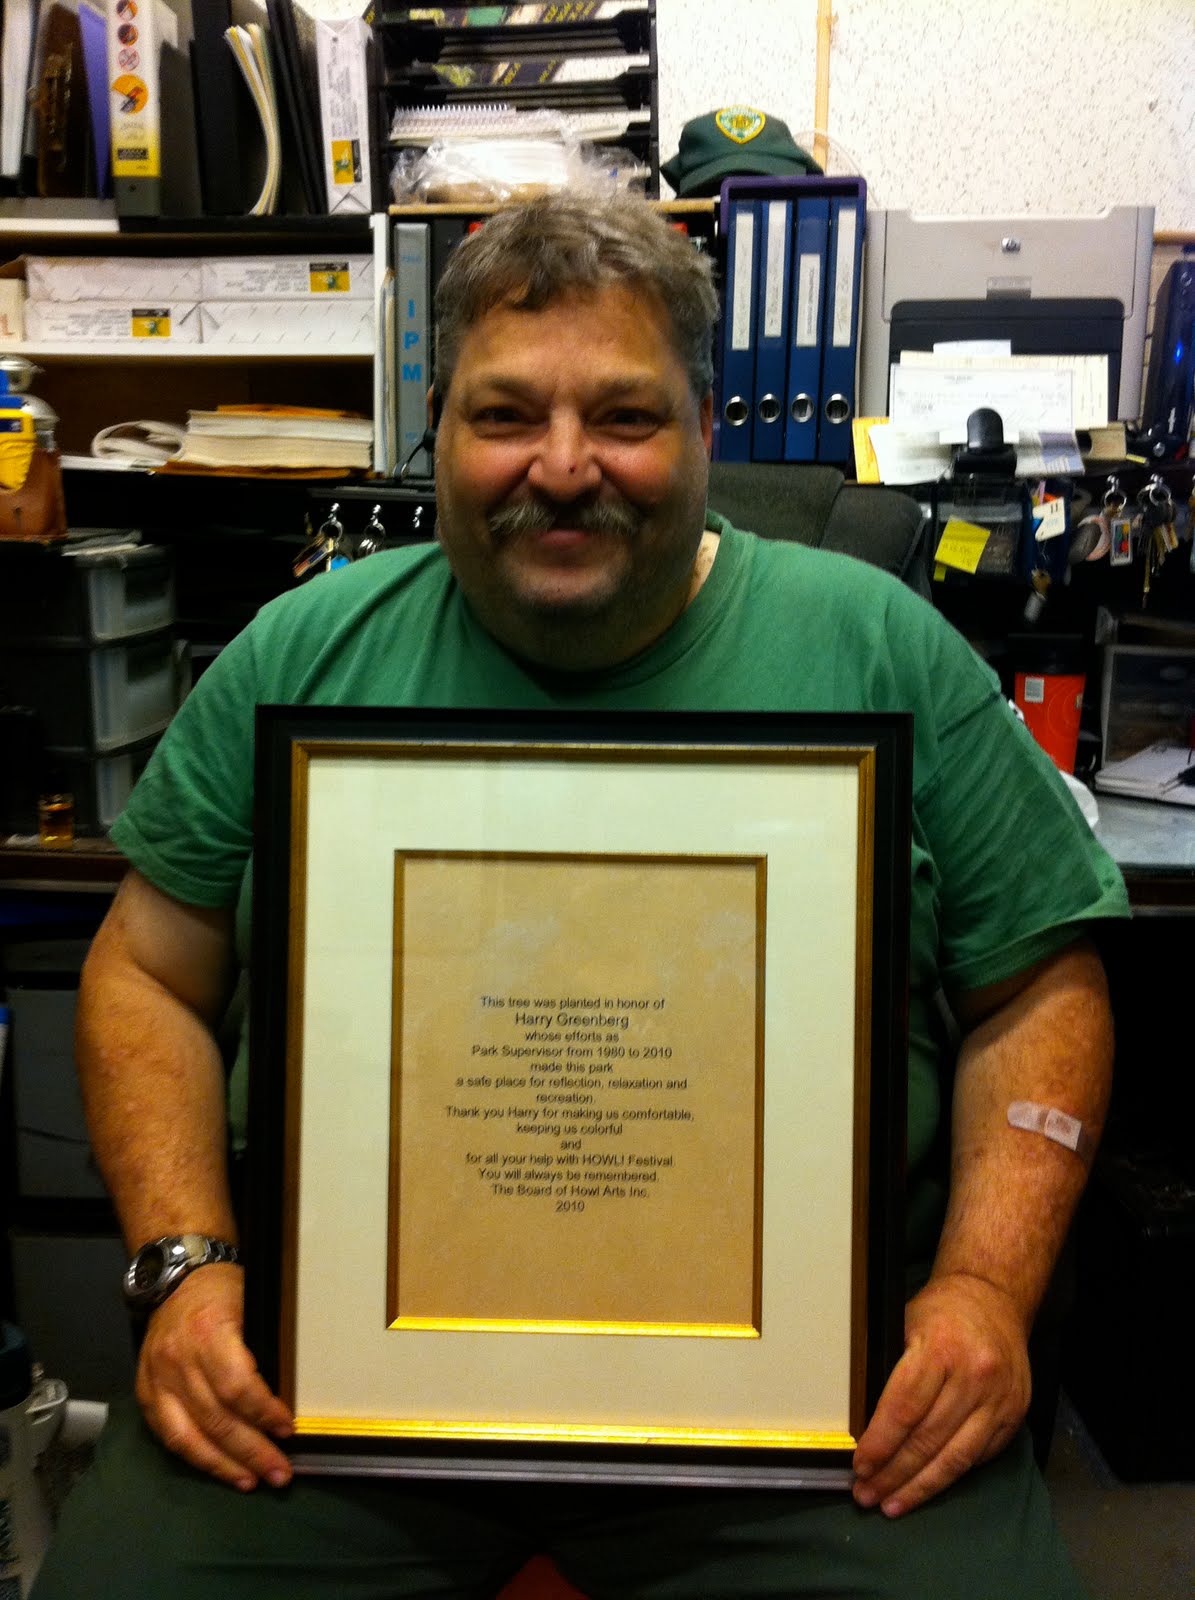 IPM
hp
11
This tree was planted in honor of
Harry Greenberg
whose efforts as
Park Supervisor from 1980 to 2010
made this park
a safe place for reflection, relaxation and
recreation.
Thank you Harry for making us comfortable,
keeping us colorful
and
for all your help with HOWL! Festival
You will always be remembered.
The Board of Howl Arts Inc.
2010